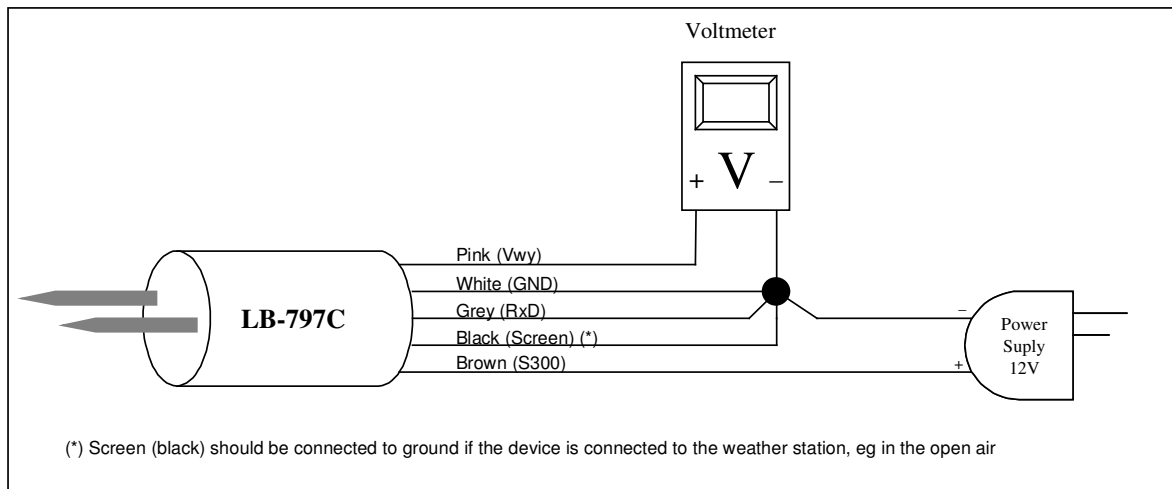 Voltmeter
V
+ −
Pink (Vwy)
White (GND)
Grey (RxD)
Black (Screen) (*)
Brown (S300)
LB-797C
−
+
Power
Suply
12V
(*) Screen (black) should be connected to ground if the device is connected to the weather station, eg in the open air